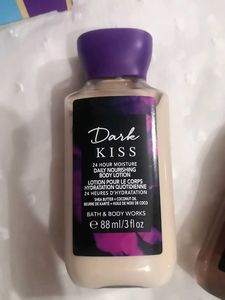 Dark
KISS
24 HOUR MOISTURE
DAILY NOURISHING
BODY LOTION
LOTION POUR LE CORPS
HYDRATATION QUOTIDIENNE
24 HEURES D'HYDRATATION
SHEA BUTTER + COCONUT OIL
BEURRE DE KARITÉ + HUILE DE NOIX DE COCO
BATH & BODY WORKS
℮ 88 ml/3 fl oz